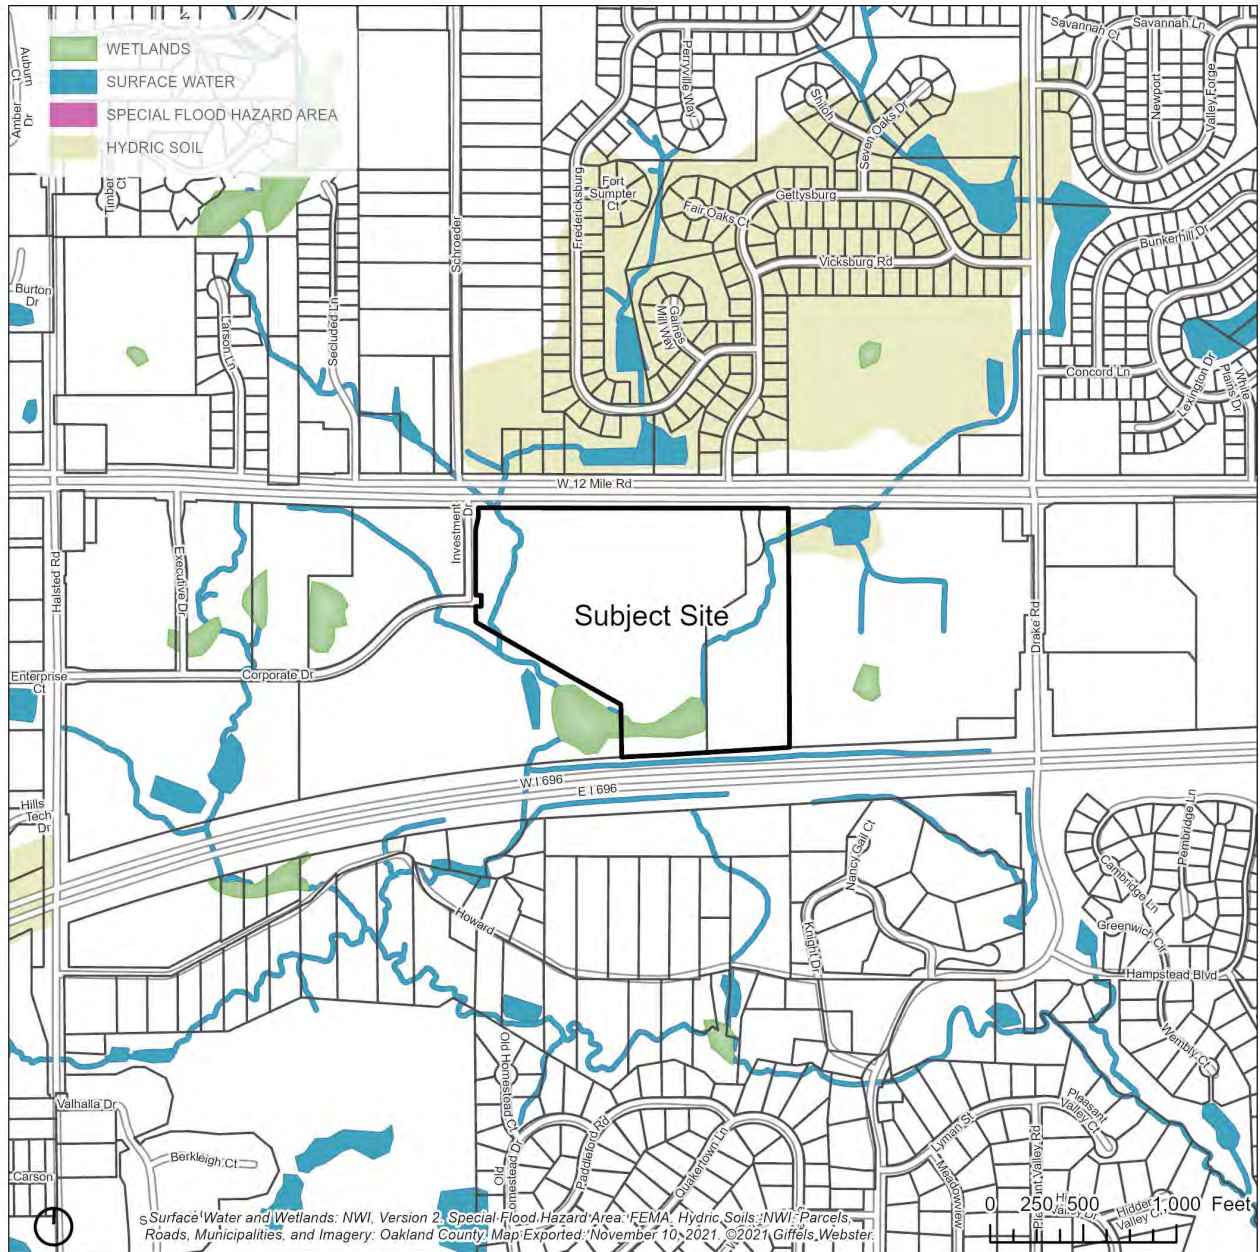 WETLANDS
SURFACE WATER
SPECIAL FLOOD HAZARD AREA
HYDRIC SOIL
Auburn
Ct
Amber
Dr
Timber
Ct
Burton
Dr
Larson Ln
Secluded Ln
Schroeder
Perryville Way
Fredericksburg
Fort
Sumpter
Ct
Fair Oaks Ct
Shiloh
Seven Oaks Dr
Gettysburg
Vicksburg Rd
Gaines
Mill Way
Savannah Ct
Savannah Ln
Newport
Valley Forge
Bunkerhill Dr
Concord Ln
Lexington Dr
White
Plains Dr
W 12 Mile Rd
Halsted Rd
Executive Dr
Investment
Dr
Subject Site
Drake Rd
Enterprise
Ct
Corporate Dr
W I 696
E I 696
Hills
Tech
Dr
Howard
Nancy Gail Ct
Knight Dr
Pembridge Ln
Cambridge Ln
Greenwich Cir
Hampstead Blvd
Wembly Ct
Valhalla Dr
Berkleigh Ct
Carson
Old Homestead Ct
Old
Homestead Dr
Paddleford Rd
Quakertown Ln
Lyman St
Meadowview
Pleasant
Valley Ct
0 250 500 1,000 Feet
Hidden
Valley Ct
Surface Water and Wetlands: NWI, Version 2. Special Flood Hazard Area: FEMA. Hydric Soils: NWI. Parcels,
Roads, Municipalities, and Imagery: Oakland County. Map Exported: November 10, 2021. ©2021 Giffels Webster.